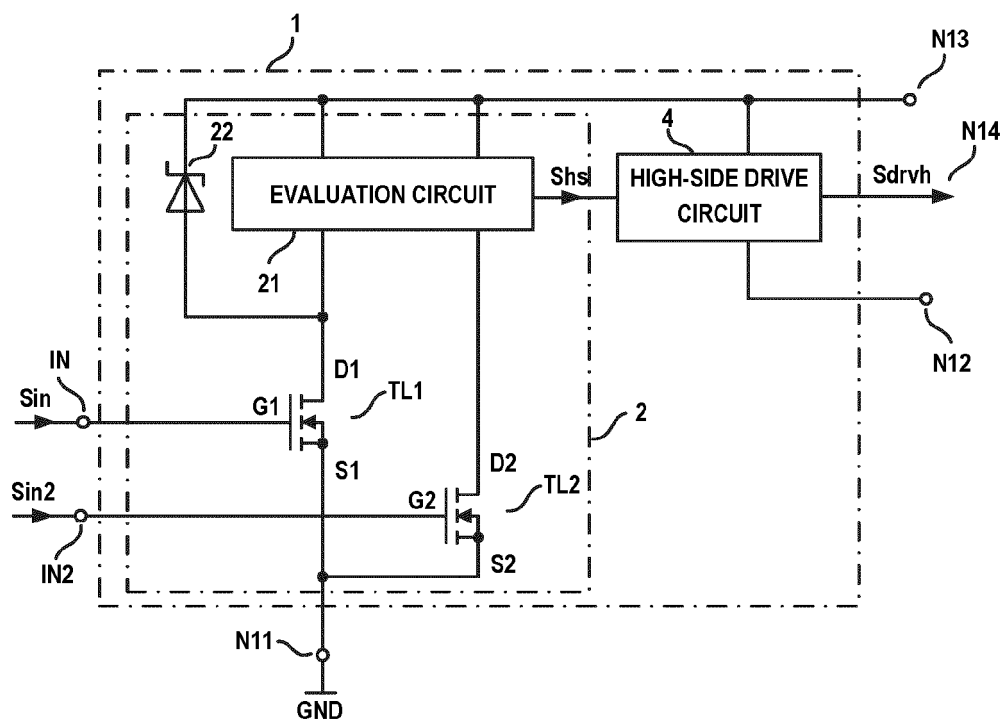 1
N13
22
4
N14
EVALUATION CIRCUIT
Shs
HIGH-SIDE DRIVE
CIRCUIT
Sdrvh
21
N12
D1
IN
TL1
Sin
G1
2
S1
D2
Sin2
G2
TL2
IN2
S2
N11
GND